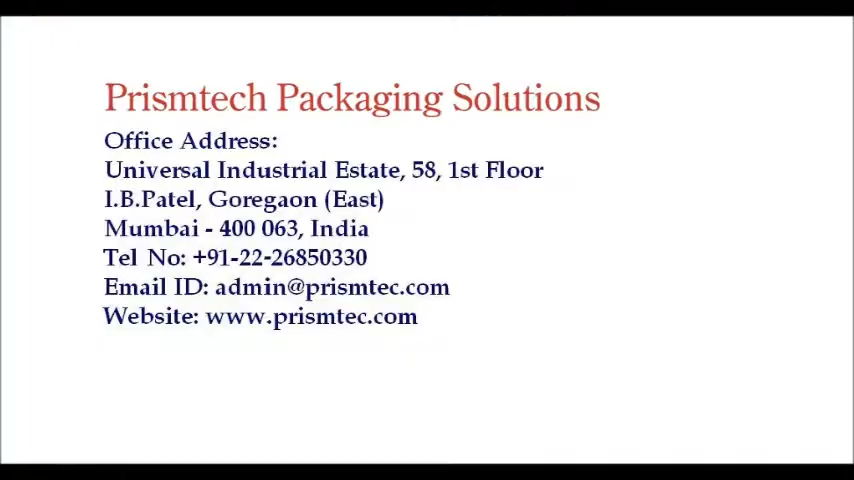 Prismtech Packaging Solutions
Office Address:
Universal Industrial Estate, 58, 1st Floor
I.B.Patel, Goregaon (East)
Mumbai - 400 063, India
Tel No: +91-22-26850330
Email ID: admin@prismtec.com
Website: www.prismtec.com